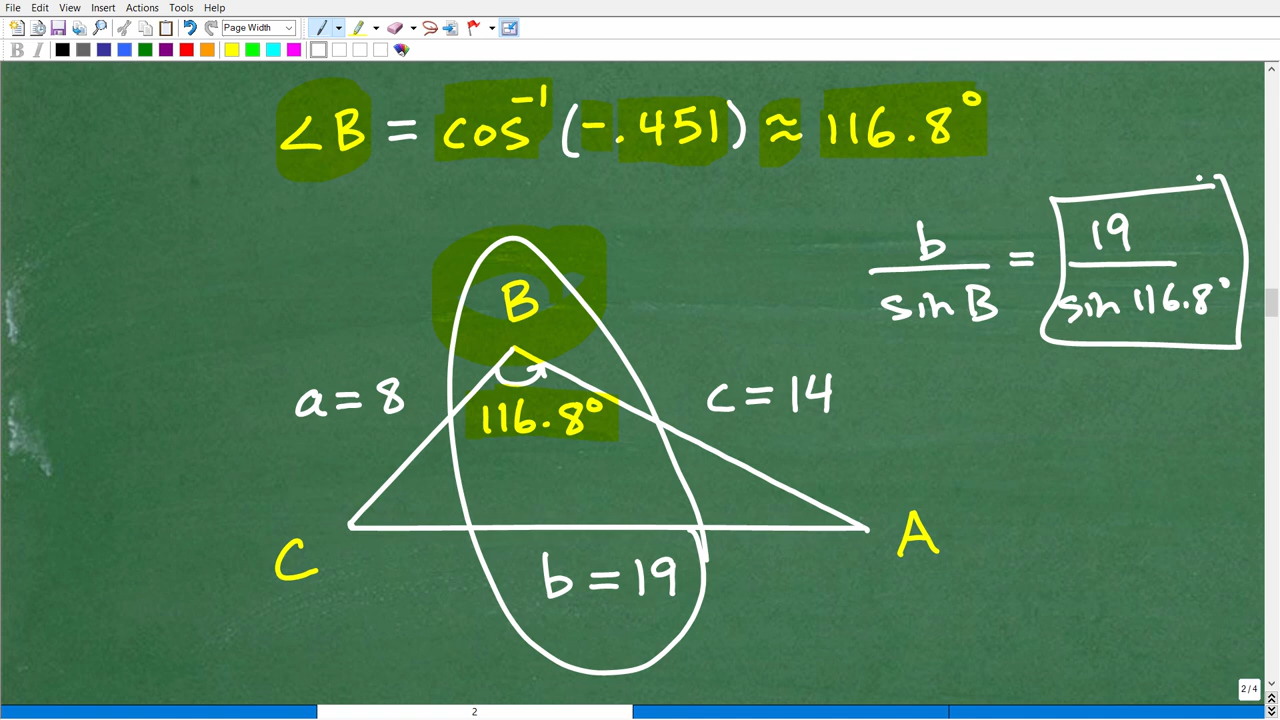 File Edit View Insert Actions Tools Help
Page Width
B I
∠B = cos⁻¹ (-.451) ≈ 116.8°
b/sin B = 19/sin 116.8°
B
a = 8
c = 14
116.8°
C
A
b = 19
2 / 4
2